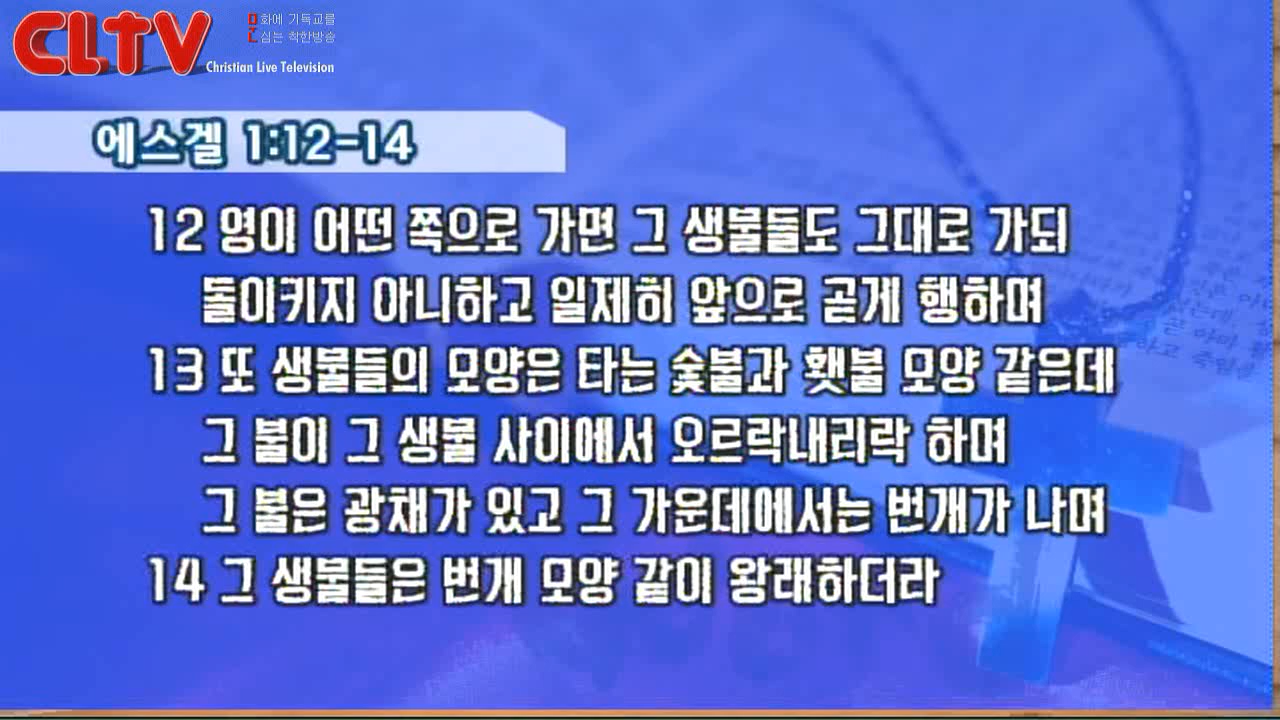 CLTV
문화에 기독교를
심는 착한방송
Christian Live Television
에스겔 1:12-14
12 영이 어떤 쪽으로 가면 그 생물들도 그대로 가되
돌이키지 아니하고 일제히 앞으로 곧게 행하며
13 또 생물들의 모양은 타는 숯불과 횃불 모양 같은데
그 불이 그 생물 사이에서 오르락내리락 하며
그 불은 광채가 있고 그 가운데에서는 번개가 나며
14 그 생물들은 번개 모양 같이 왕래하더라